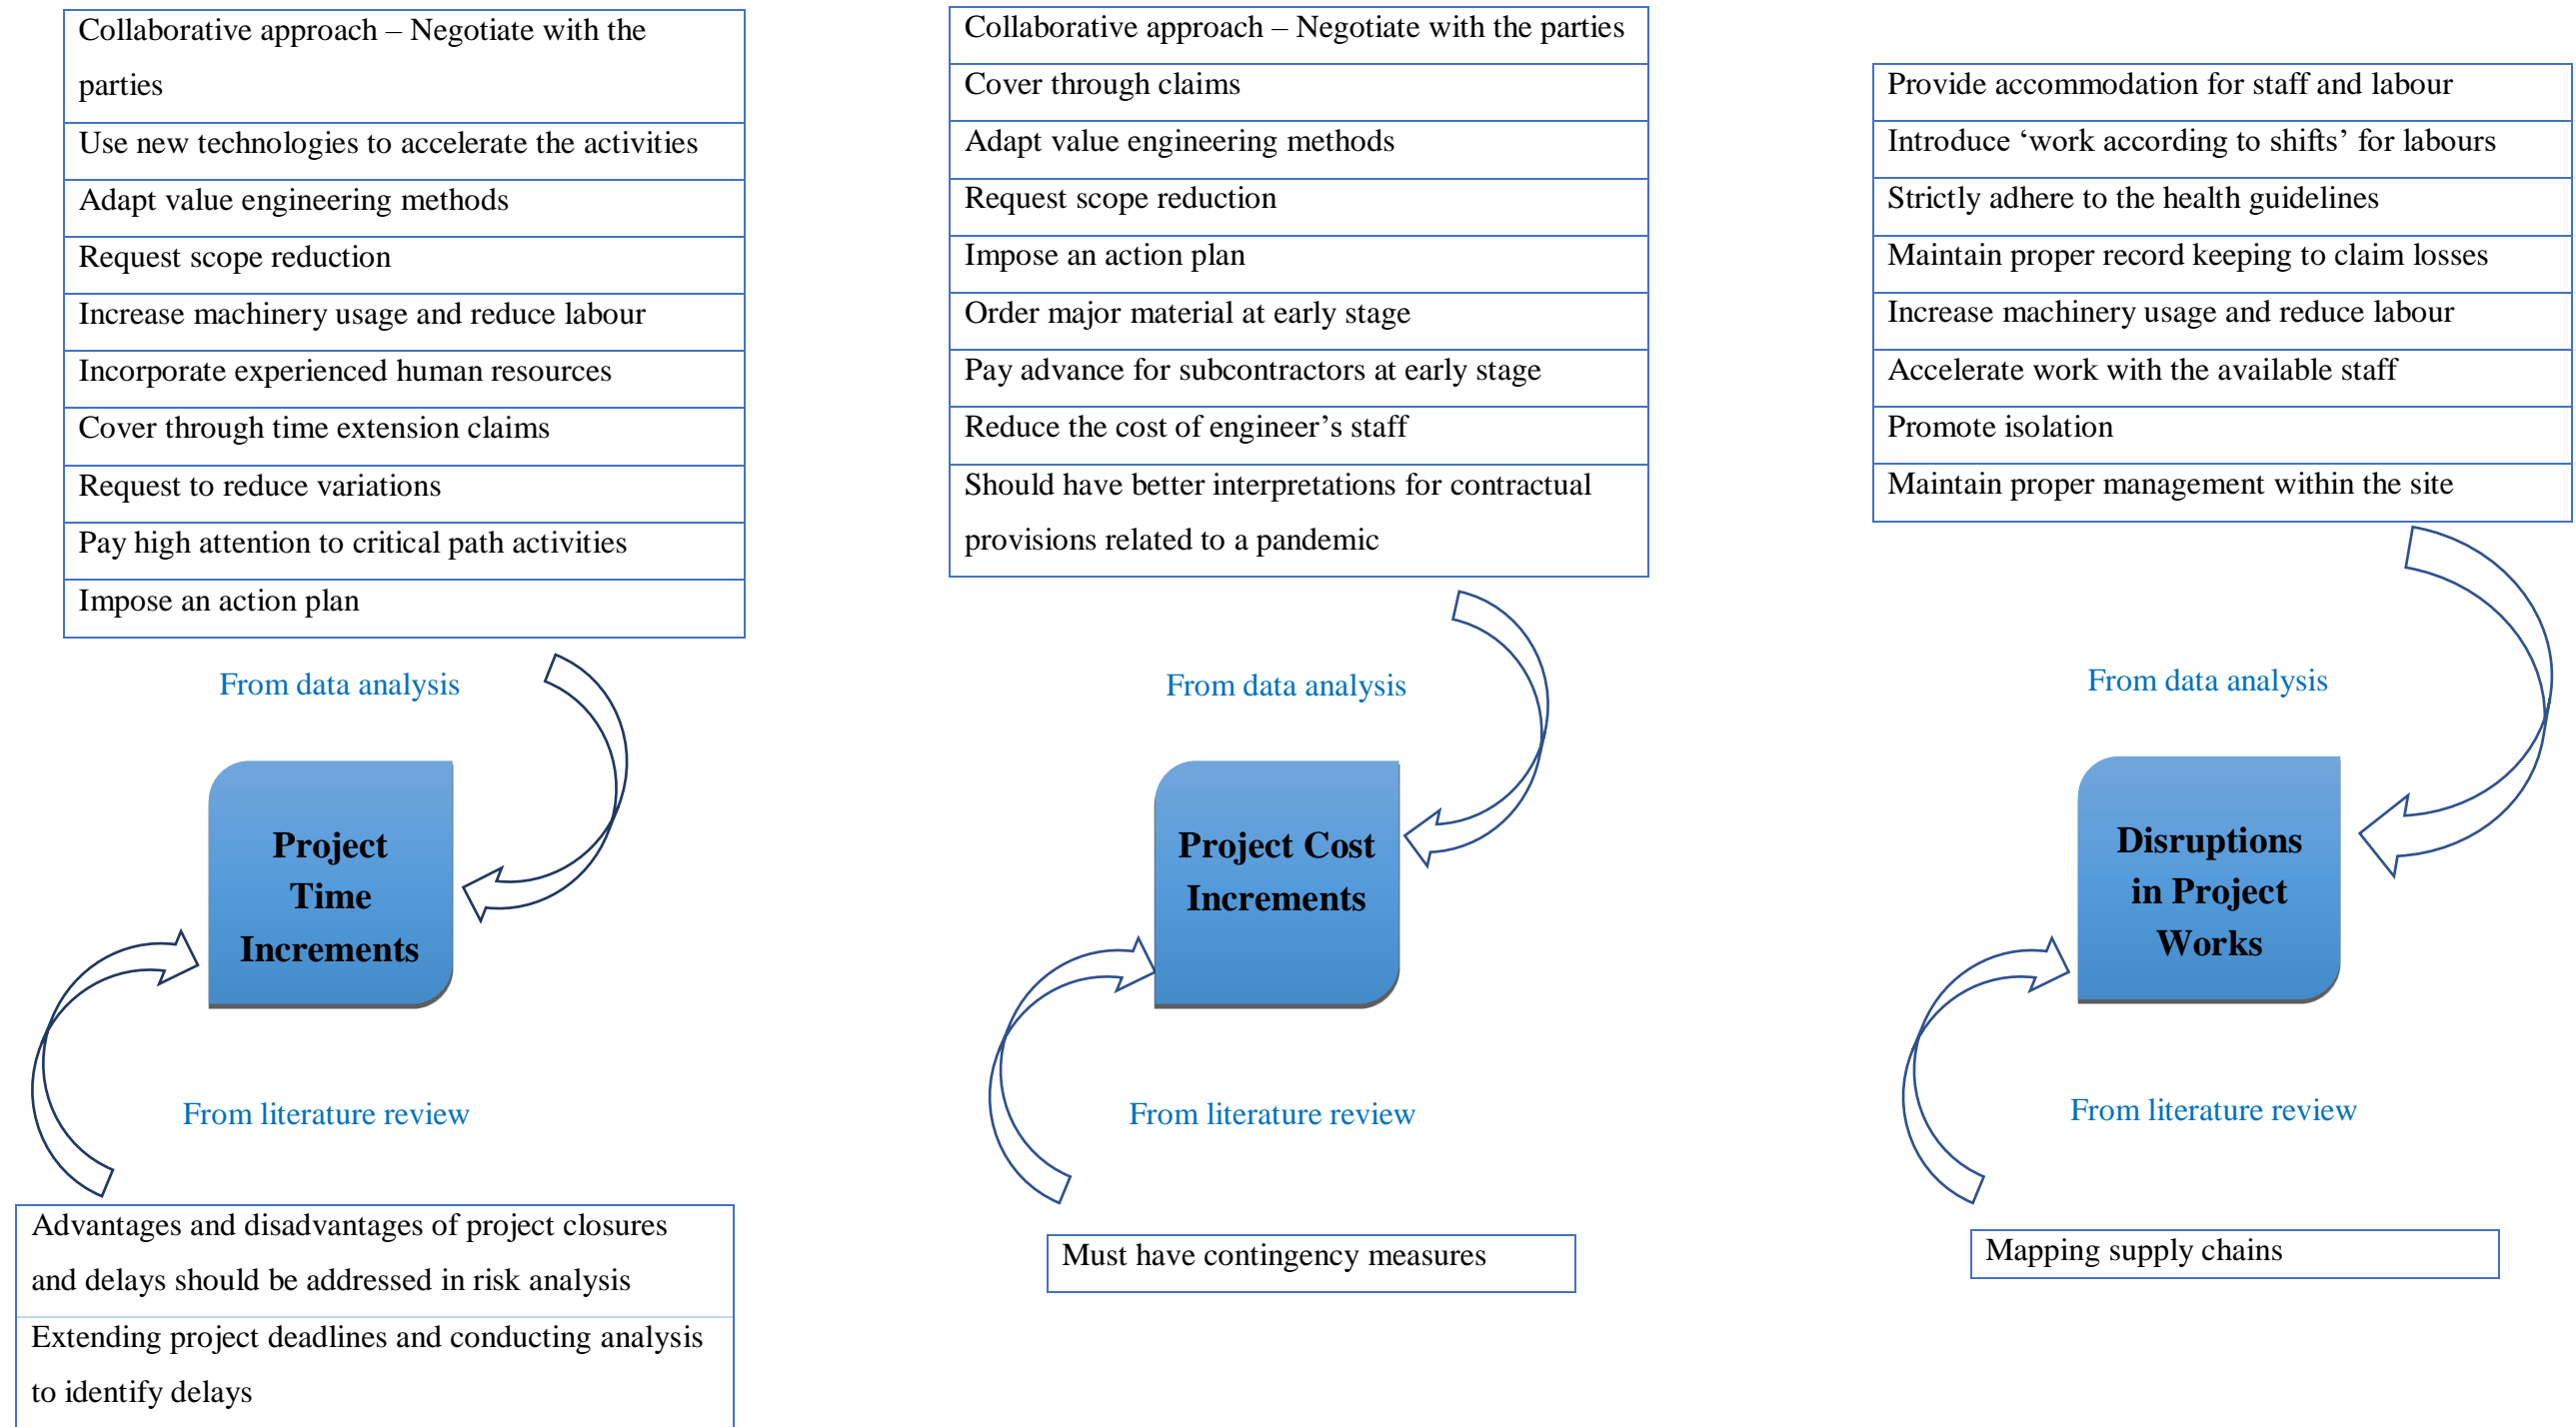 Collaborative approach – Negotiate with the
parties
Use new technologies to accelerate the activities
Adapt value engineering methods
Request scope reduction
Increase machinery usage and reduce labour
Incorporate experienced human resources
Cover through time extension claims
Request to reduce variations
Pay high attention to critical path activities
Impose an action plan
From data analysis
Project
Time
Increments
From literature review
Advantages and disadvantages of project closures
and delays should be addressed in risk analysis
Extending project deadlines and conducting analysis
to identify delays
Collaborative approach – Negotiate with the parties
Cover through claims
Adapt value engineering methods
Request scope reduction
Impose an action plan
Order major material at early stage
Pay advance for subcontractors at early stage
Reduce the cost of engineer’s staff
Should have better interpretations for contractual
provisions related to a pandemic
From data analysis
Project Cost
Increments
From literature review
Must have contingency measures
Provide accommodation for staff and labour
Introduce ‘work according to shifts’ for labours
Strictly adhere to the health guidelines
Maintain proper record keeping to claim losses
Increase machinery usage and reduce labour
Accelerate work with the available staff
Promote isolation
Maintain proper management within the site
From data analysis
Disruptions
in Project
Works
From literature review
Mapping supply chains